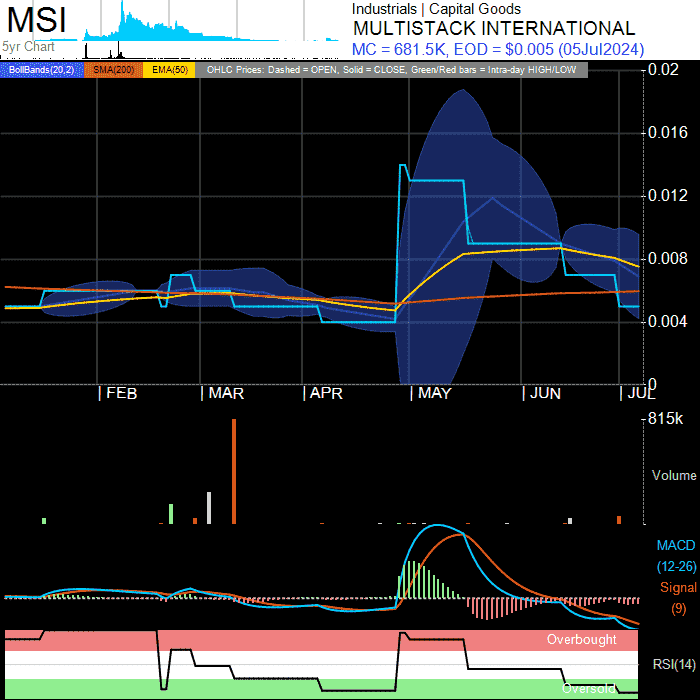 MSI
5yr Chart
Industrials | Capital Goods
MULTISTACK INTERNATIONAL
MC = 681.5K, EOD = $0.005 (05Jul2024)
BollBands(20,2) SMA(200) EMA(50) OHLC Prices: Dashed = OPEN, Solid = CLOSE, Green/Red bars = Intra-day HIGH/LOW
0.02
0.016
0.012
0.008
0.004
0
| FEB | MAR | APR | MAY | JUN | JUL
815k
Volume
MACD
(12-26)
Signal
(9)
Overbought
RSI(14)
Oversold